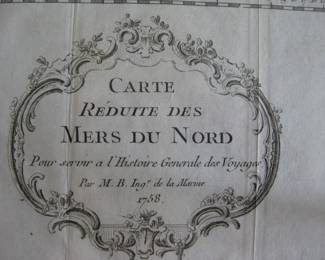 CARTE
RÉDUITE DES
MERS DU NORD
Pour servir a l'Histoire Generale des Voyages
Par M. B. Ingr. de la Marine
1758.